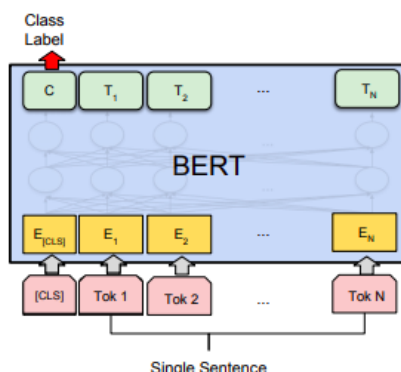 Class
Label
C T1 T2 ... TN
BERT
E[CLS] E1 E2 ... EN
[CLS] Tok 1 Tok 2 ... Tok N
Single Sentence